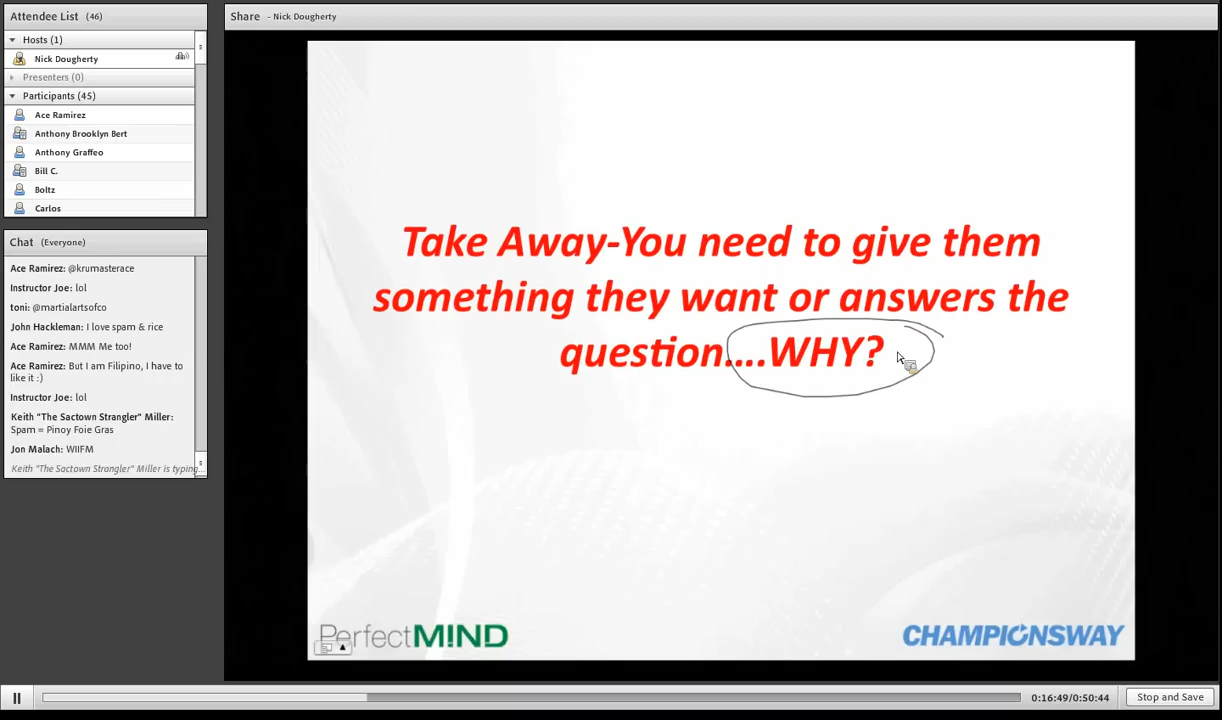 Attendee List (46)
Hosts (1)
Nick Dougherty
Presenters (0)
Participants (45)
Ace Ramirez
Anthony Brooklyn Bert
Anthony Graffeo
Bill C.
Boltz
Carlos
Chat (Everyone)
Ace Ramirez: @krumasterace
Instructor Joe: lol
toni: @martialartsofco
John Hackleman: I love spam & rice
Ace Ramirez: MMM Me too!
Ace Ramirez: But I am Filipino, I have to
like it :)
Instructor Joe: lol
Keith "The Sactown Strangler" Miller:
Spam = Pinoy Foie Gras
Jon Malach: WIIFM
Keith "The Sactown Strangler" Miller is typing...
Share - Nick Dougherty
Take Away-You need to give them
something they want or answers the
question....WHY?
PerfectMIND
CHAMPIONSWAY
0:16:49/0:50:44
Stop and Save